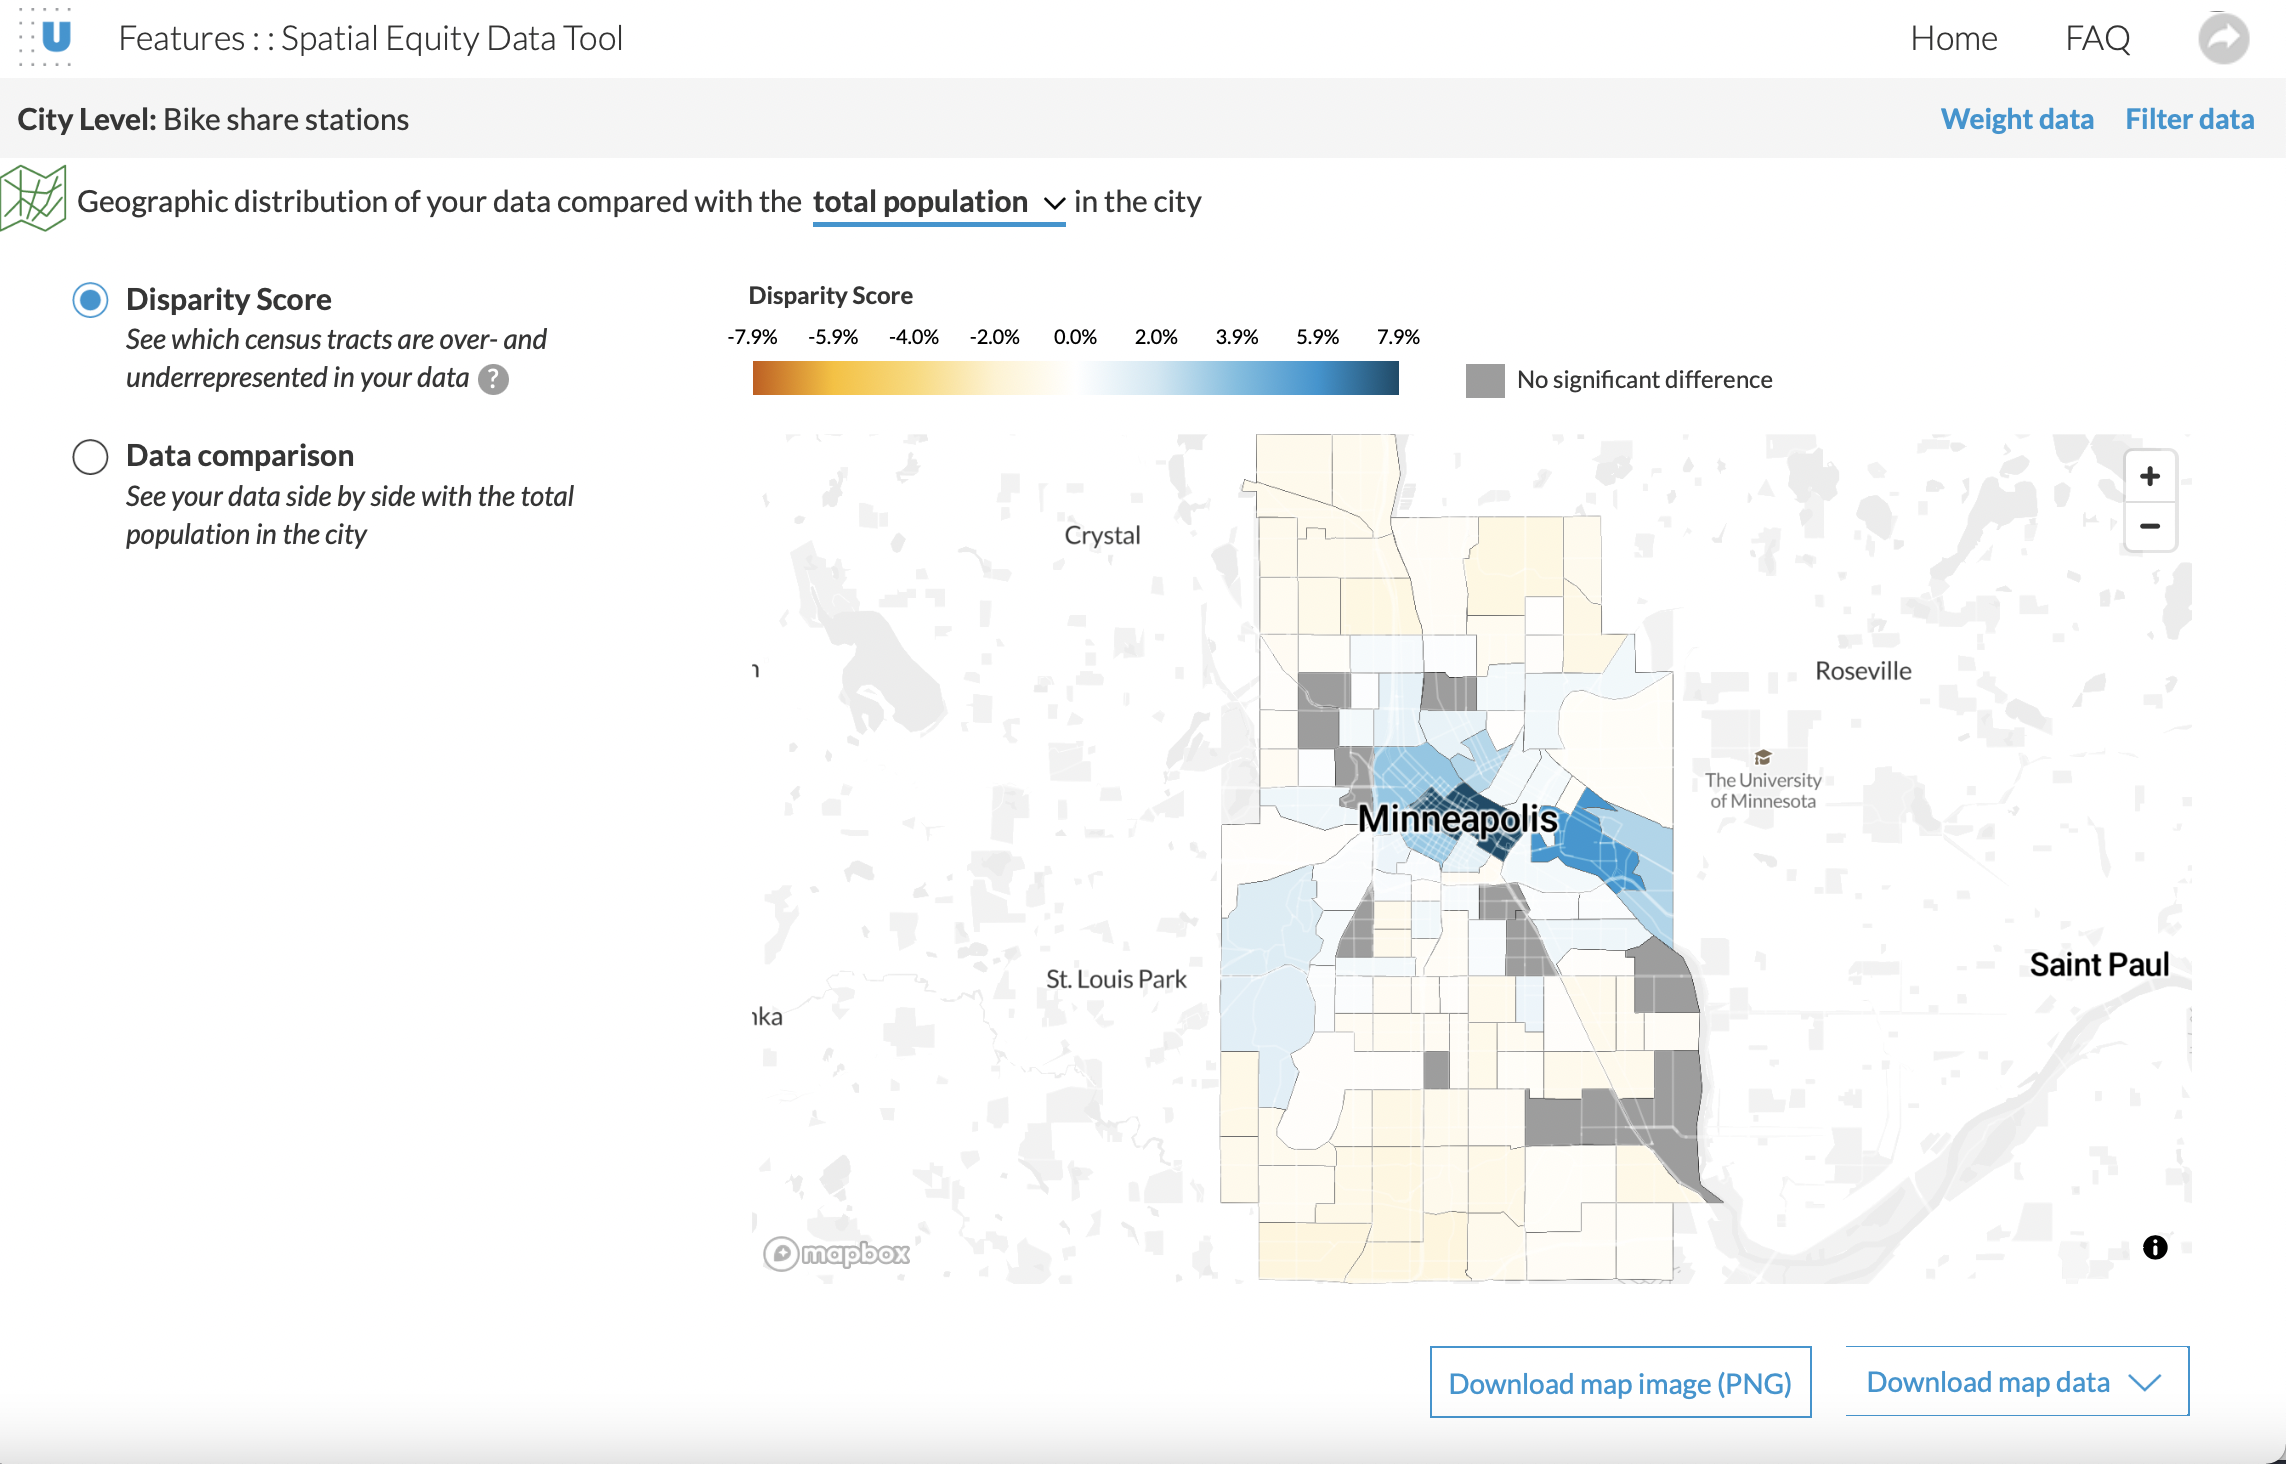 U Features : : Spatial Equity Data Tool Home FAQ
City Level: Bike share stations Weight data Filter data
Geographic distribution of your data compared with the total population in the city
Disparity Score
See which census tracts are over- and
underrepresented in your data ?
Data comparison
See your data side by side with the total
population in the city
Disparity Score
-7.9% -5.9% -4.0% -2.0% 0.0% 2.0% 3.9% 5.9% 7.9%
No significant difference
+
−
Crystal
Roseville
The University
of Minnesota
Minneapolis
Saint Paul
St. Louis Park
mapbox
i
Download map image (PNG) Download map data